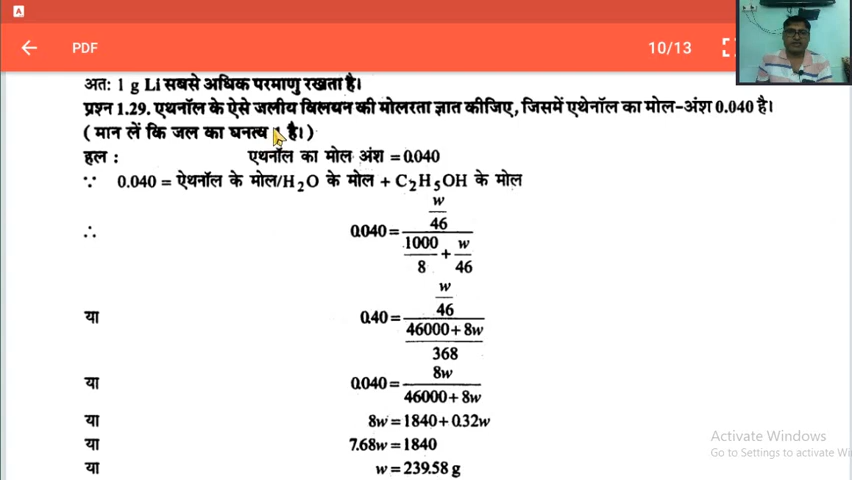 A
PDF
10/13
अतः 1 g Li सबसे अधिक परमाणु रखता है।
प्रश्न 1.29. एथनॉल के ऐसे जलीय विलयन की मोलरता ज्ञात कीजिए, जिसमें एथेनॉल का मोल-अंश 0.040 है।
( मान लें कि जल का घनत्व 1 है। )
हल : एथनॉल का मोल अंश = 0.040
∵ 0.040 = ऐथनॉल के मोल/H₂O के मोल + C₂H₅OH के मोल
w
46
∴ 0.040 =
1000 + w
8 46
w
46
या 0.40 =
46000 + 8w
368
8w
या 0.040 =
46000 + 8w
या 8w = 1840 + 0.32w
या 7.68w = 1840
या w = 239.58 g
Activate Windows
Go to Settings to activate Wi